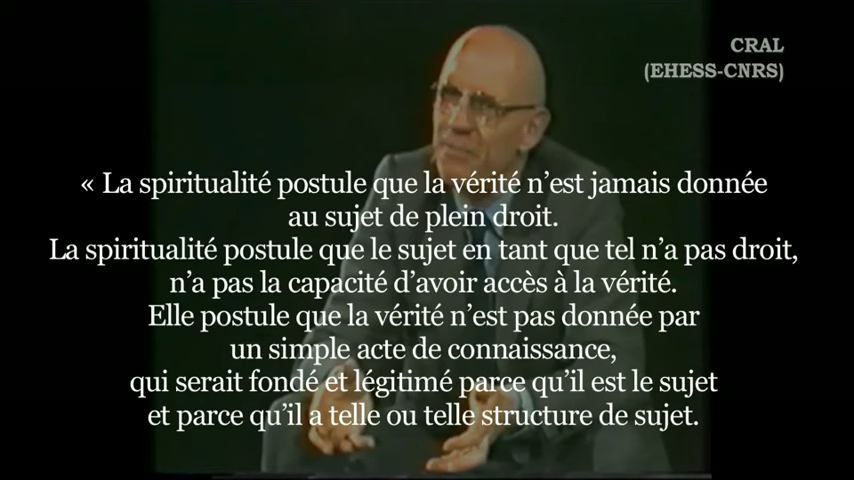 CRAL
(EHESS-CNRS)
« La spiritualité postule que la vérité n’est jamais donnée
au sujet de plein droit.
La spiritualité postule que le sujet en tant que tel n’a pas droit,
n’a pas la capacité d’avoir accès à la vérité.
Elle postule que la vérité n’est pas donnée par
un simple acte de connaissance,
qui serait fondé et légitimé parce qu’il est le sujet
et parce qu’il a telle ou telle structure de sujet.